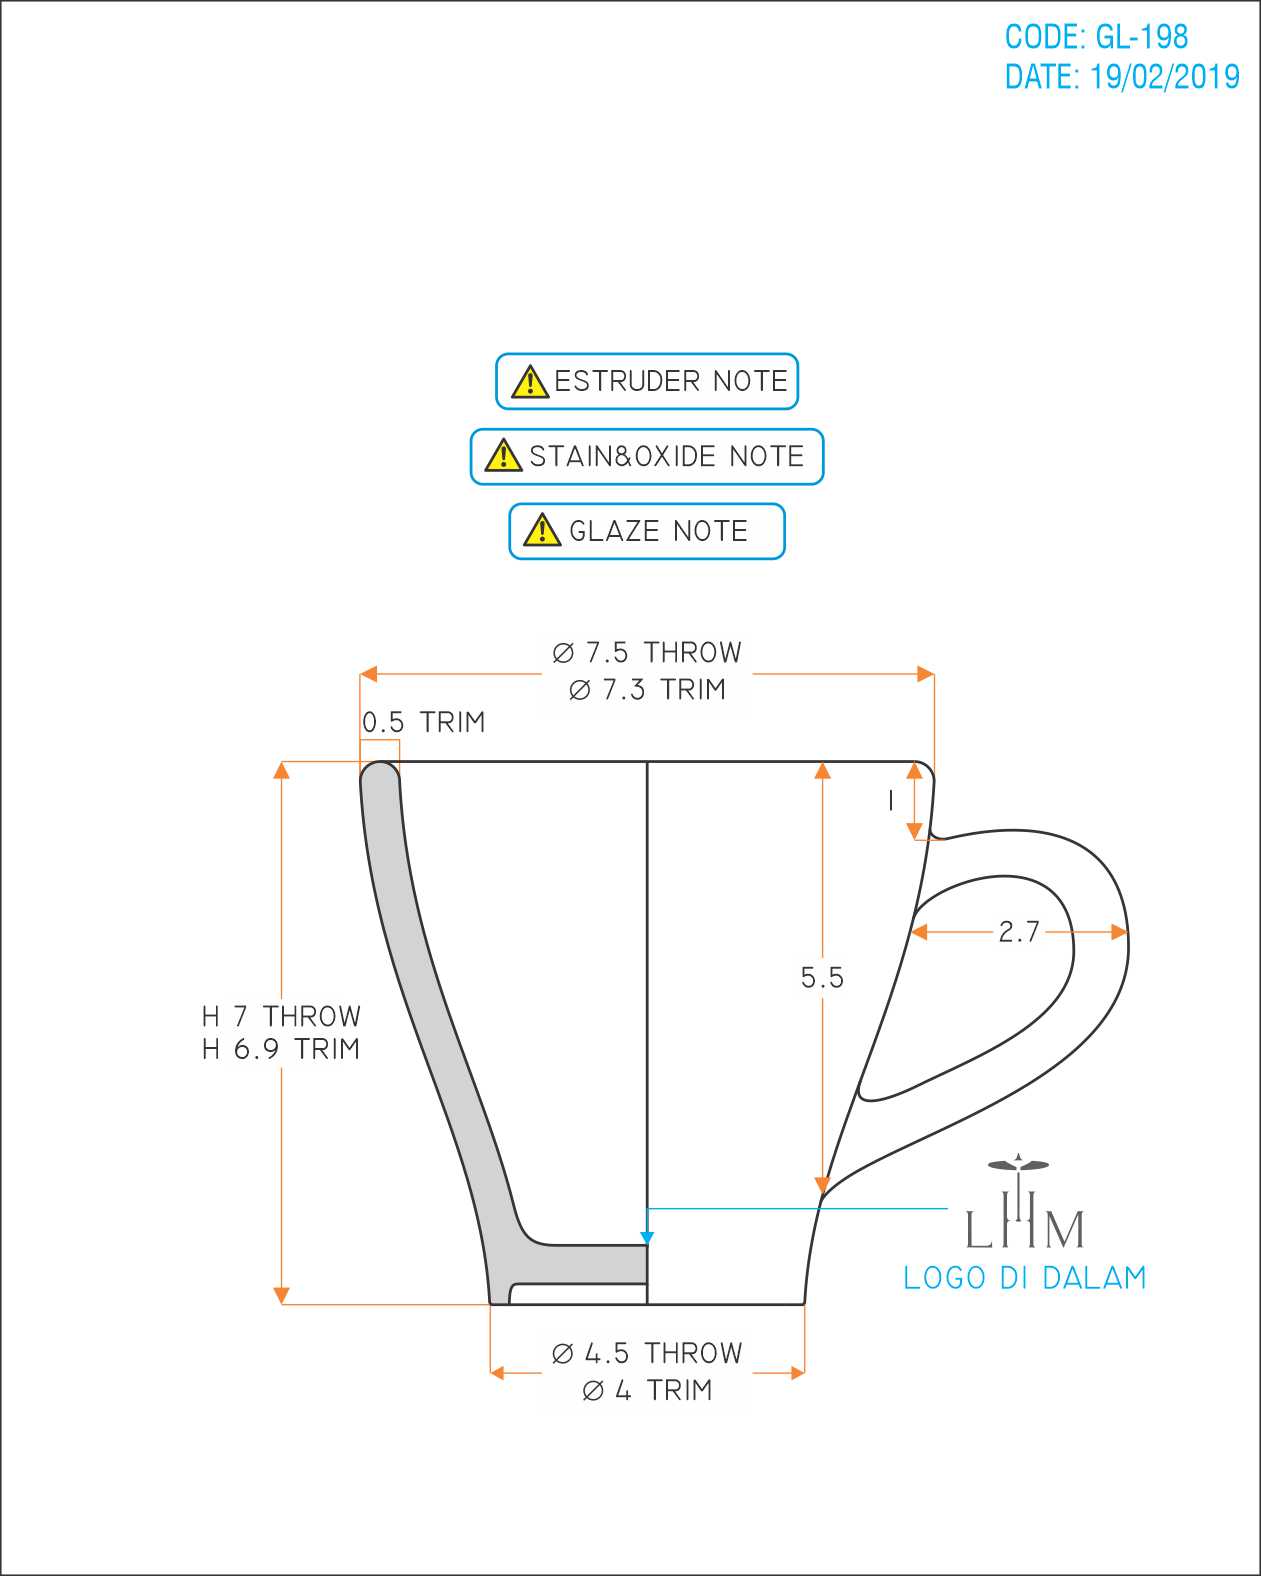 CODE: GL-198
DATE: 19/02/2019
ESTRUDER NOTE
STAIN&OXIDE NOTE
GLAZE NOTE
Ø 7.5 THROW
Ø 7.3 TRIM
0.5 TRIM
1
2.7
5.5
H 7 THROW
H 6.9 TRIM
LHM
LOGO DI DALAM
Ø 4.5 THROW
Ø 4 TRIM